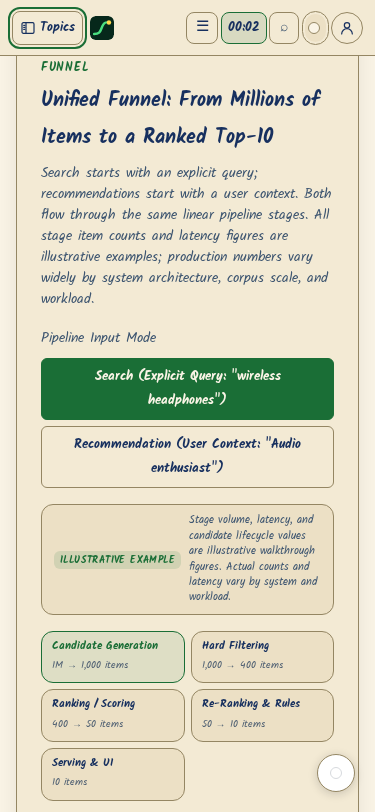 Topics
☰
00:02
FUNNEL
Unified Funnel: From Millions of
Items to a Ranked Top-10
Search starts with an explicit query;
recommendations start with a user context. Both
flow through the same linear pipeline stages. All
stage item counts and latency figures are
illustrative examples; production numbers vary
widely by system architecture, corpus scale, and
workload.
Pipeline Input Mode
Search (Explicit Query: "wireless
headphones")
Recommendation (User Context: "Audio
enthusiast")
ILLUSTRATIVE EXAMPLE
Stage volume, latency, and
candidate lifecycle values
are illustrative walkthrough
figures. Actual counts and
latency vary by system and
workload.
Candidate Generation
1M → 1,000 items
Hard Filtering
1,000 → 400 items
Ranking / Scoring
400 → 50 items
Re-Ranking & Rules
50 → 10 items
Serving & UI
10 items